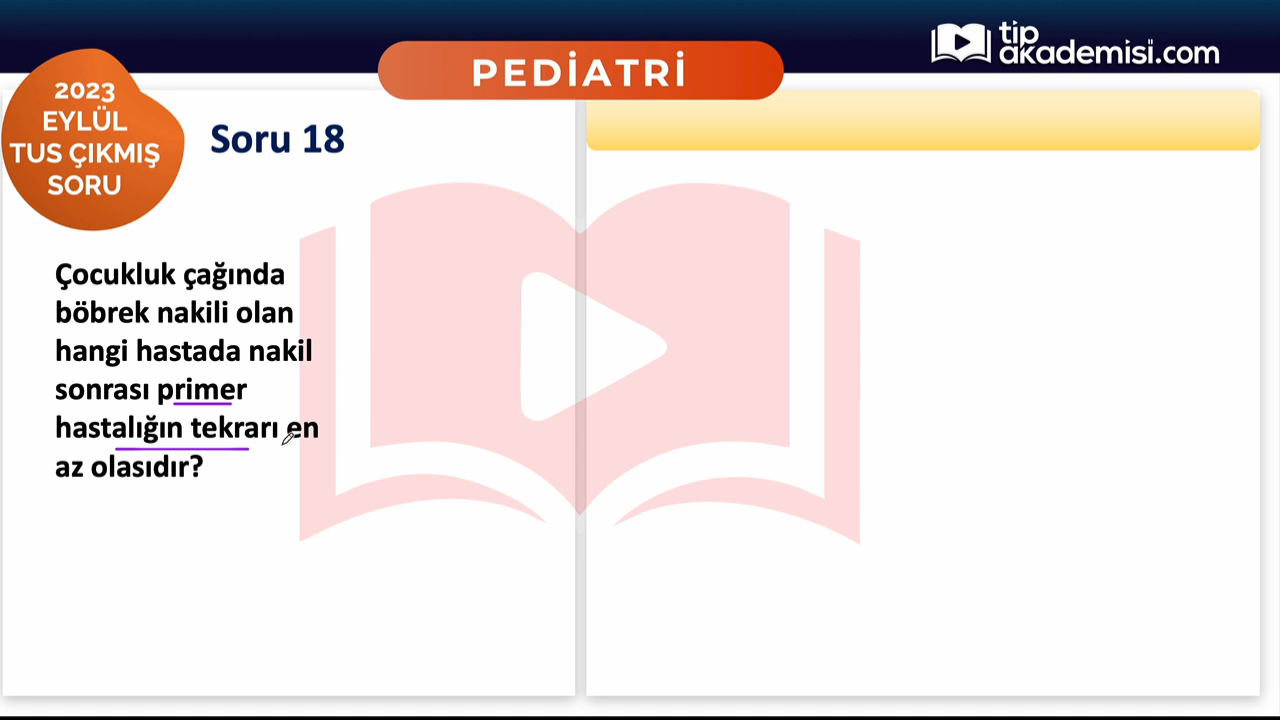 tip
akademisi.com
PEDİATRİ
2023
EYLÜL
TUS ÇIKMIŞ
SORU
Soru 18
Çocukluk çağında
böbrek nakili olan
hangi hastada nakil
sonrası primer
hastalığın tekrarı en
az olasıdır?